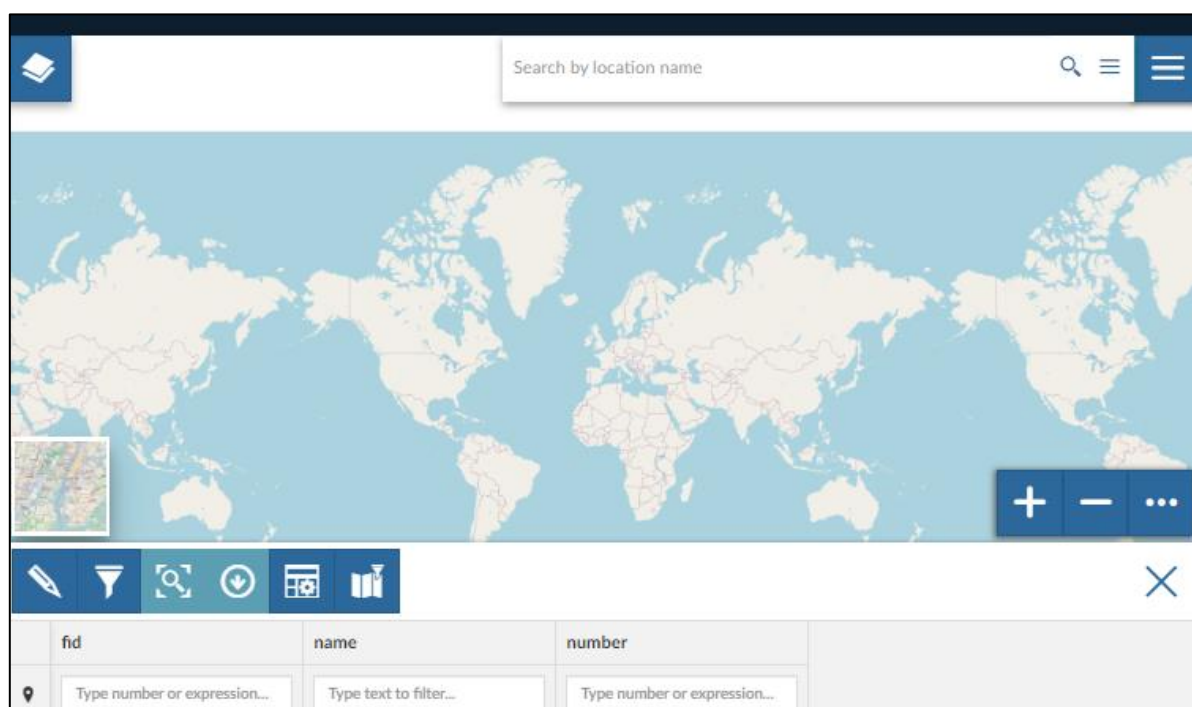 Search by location name
fid name number
Type number or expression... Type text to filter... Type number or expression...